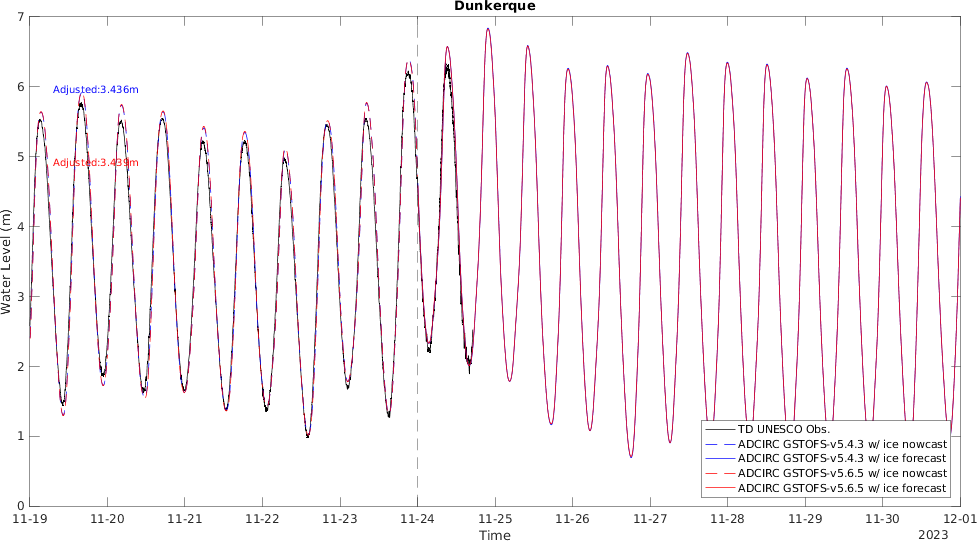 Dunkerque
7
6
5
4
3
2
1
0
Water Level (m)
Adjusted:3.436m
Adjusted:3.439m
TD UNESCO Obs.
ADCIRC GSTOFS-v5.4.3 w/ ice nowcast
ADCIRC GSTOFS-v5.4.3 w/ ice forecast
ADCIRC GSTOFS-v5.6.5 w/ ice nowcast
ADCIRC GSTOFS-v5.6.5 w/ ice forecast
11-19 11-20 11-21 11-22 11-23 11-24 11-25 11-26 11-27 11-28 11-29 11-30 12-01
Time
2023